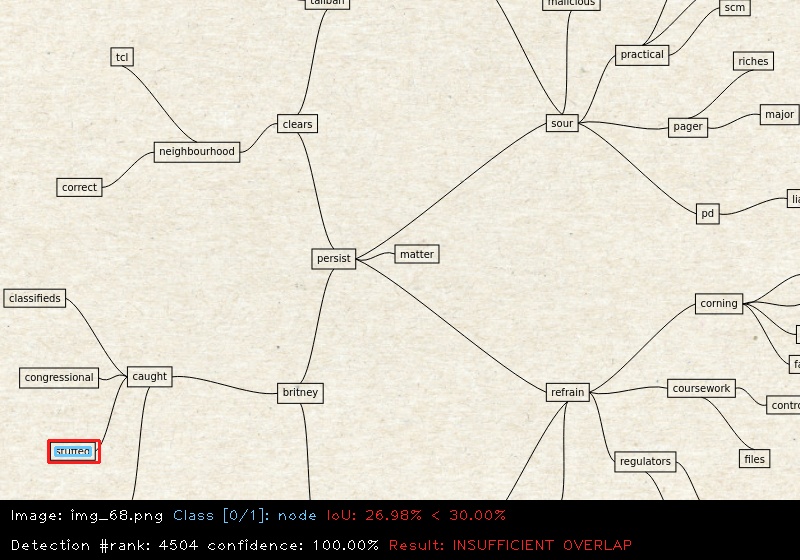 taliban
malicious
scm
tcl
practical
riches
clears
sour
pager
major
neighbourhood
correct
pd
persist
matter
classifieds
corning
caught
congressional
britney
refrain
coursework
files
regulators
Image: img_68.png Class [0/1]: node IoU: 26.98% < 30.00%
Detection #rank: 4504 confidence: 100.00% Result: INSUFFICIENT OVERLAP